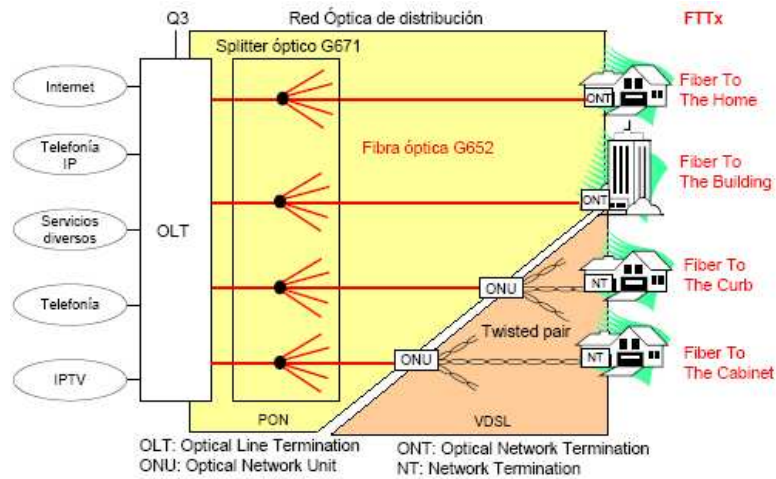 Q3
Red Óptica de distribución
FTTx
Splitter óptico G671
Internet
Telefonía
IP
Servicios
diversos
Telefonía
IPTV
OLT
Fibra óptica G652
ONT
Fiber To
The Home
ONT
Fiber To
The Building
ONU
NT
Fiber To
The Curb
Twisted pair
ONU
NT
Fiber To
The Cabinet
PON
VDSL
OLT: Optical Line Termination
ONU: Optical Network Unit
ONT: Optical Network Termination
NT: Network Termination